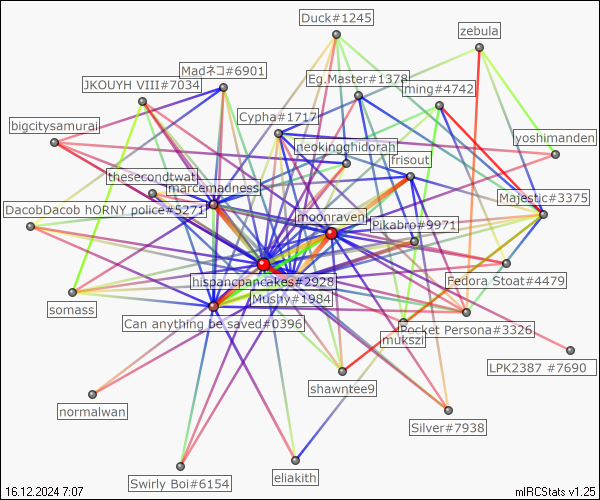 Duck#1245
zebula
Madネコ#6901
Eg.Master#1378
JKOUYH VIII#7034
ming#4742
Cypha#1717
bigcitysamurai
yoshimanden
neokingghidorah
frisout
thesecondtwat
marcemadness
Majestic#3375
DacobDacob hORNY police#5271
moonraven
Pikabro#9971
hispancpancakes#2928
Fedora Stoat#4479
Mushy#1984
somass
Can anything be saved#0396
Pocket Persona#3326
mukszi
LPK2387 #7690
shawntee9
normalwan
Silver#7938
eliakith
Swirly Boi#6154
16.12.2024 7:07
mIRCStats v1.25